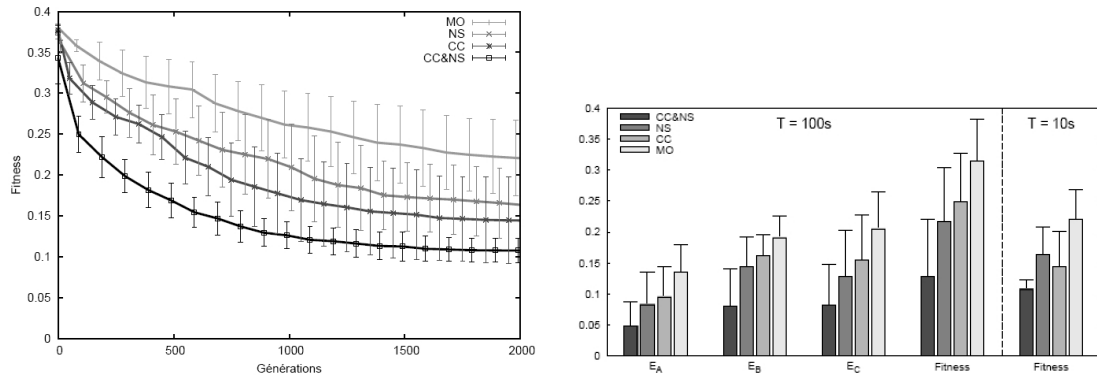 0.4
0.35
0.3
0.25
0.2
0.15
0.1
0.05
0
Fitness
MO
NS
CC
CC&NS
0
500
1000
1500
2000
Générations
0.4
0.35
0.3
0.25
0.2
0.15
0.1
0.05
0
CC&NS
NS
CC
MO
T = 100s
T = 10s
E_A
E_B
E_C
Fitness
Fitness